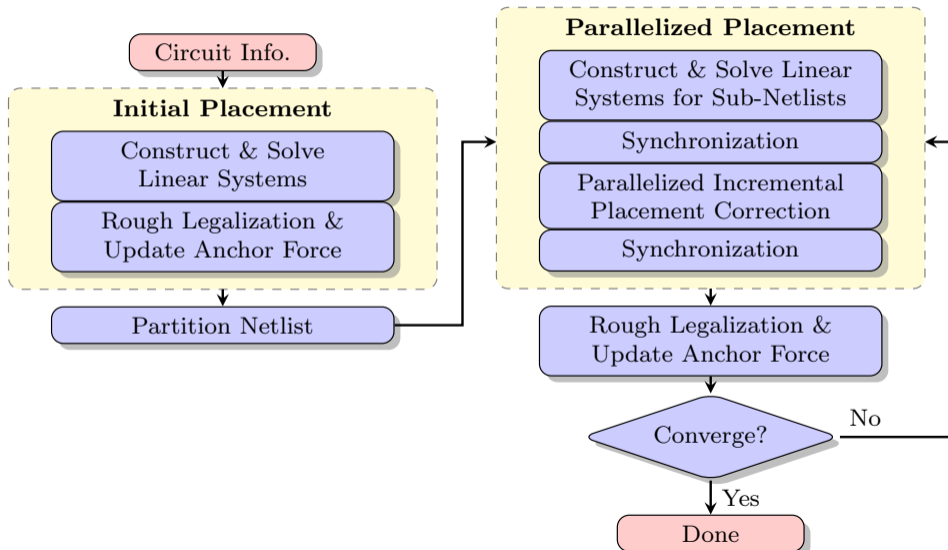 Circuit Info.
Initial Placement
Construct & Solve
Linear Systems
Rough Legalization &
Update Anchor Force
Partition Netlist
Parallelized Placement
Construct & Solve Linear
Systems for Sub-Netlists
Synchronization
Parallelized Incremental
Placement Correction
Synchronization
Rough Legalization &
Update Anchor Force
Converge?
No
Yes
Done